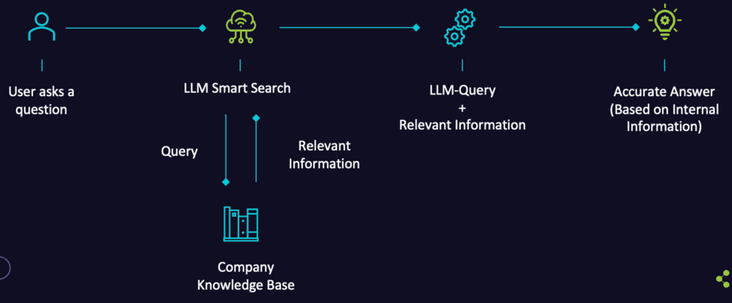 User asks a
question
LLM Smart Search
LLM-Query
+
Relevant Information
Accurate Answer
(Based on Internal
Information)
Query
Relevant
Information
Company
Knowledge Base